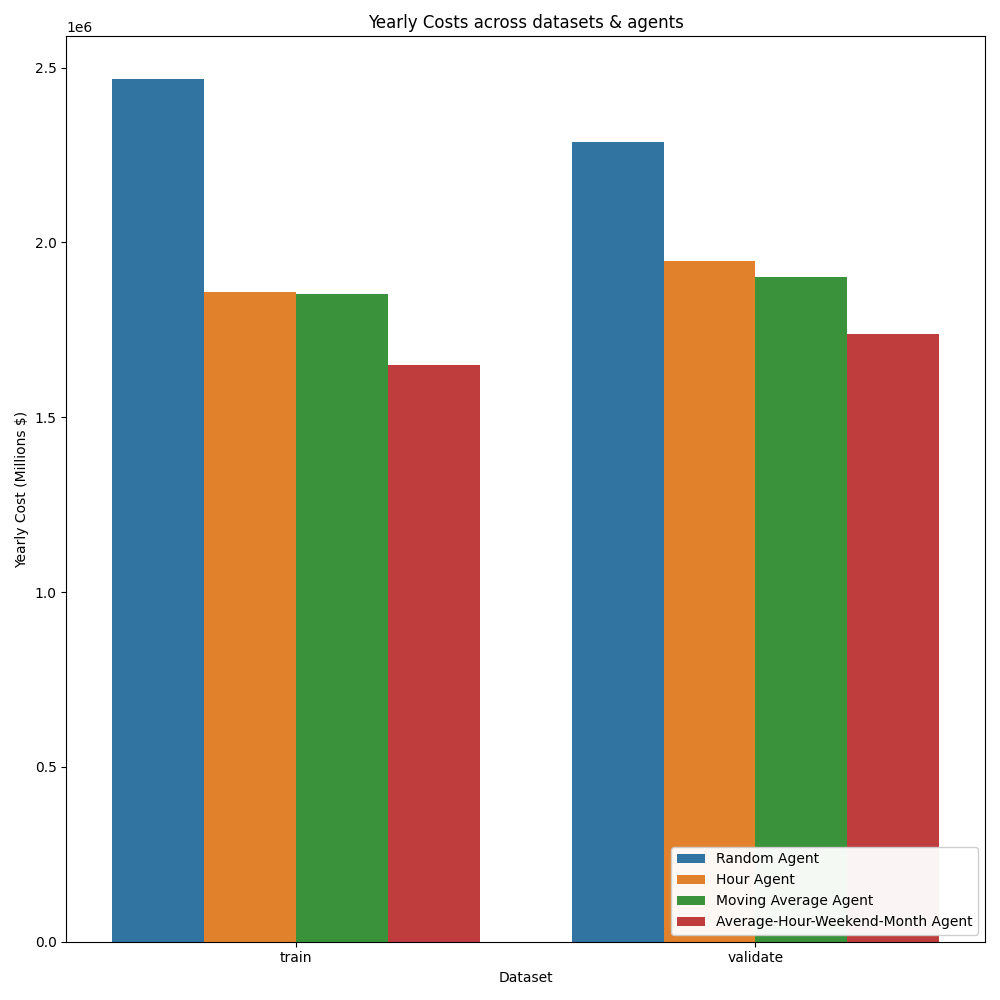 Yearly Costs across datasets & agents
1e6
2.5
2.0
1.5
1.0
0.5
0.0
Yearly Cost (Millions $)
train
validate
Dataset
Random Agent
Hour Agent
Moving Average Agent
Average-Hour-Weekend-Month Agent